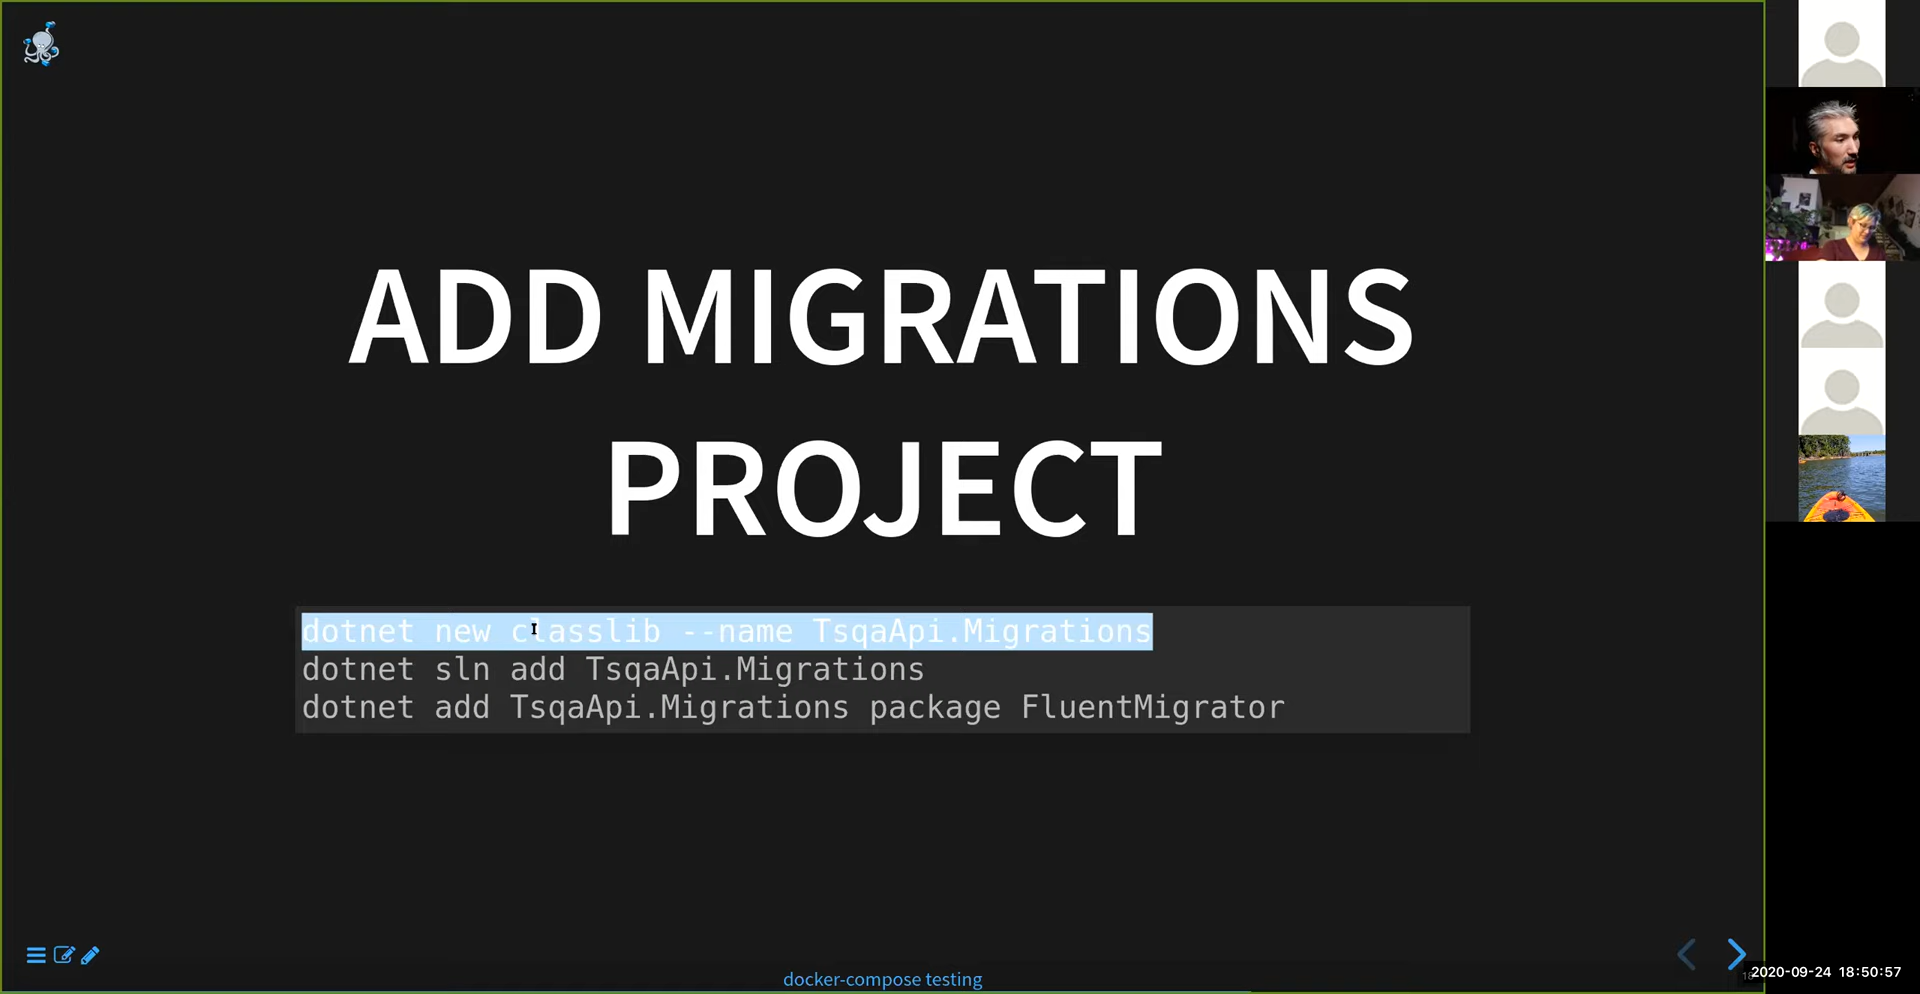 ADD MIGRATIONS
PROJECT
dotnet new classlib --name TsqaApi.Migrations
dotnet sln add TsqaApi.Migrations
dotnet add TsqaApi.Migrations package FluentMigrator
docker-compose testing
2020-09-24 18:50:57